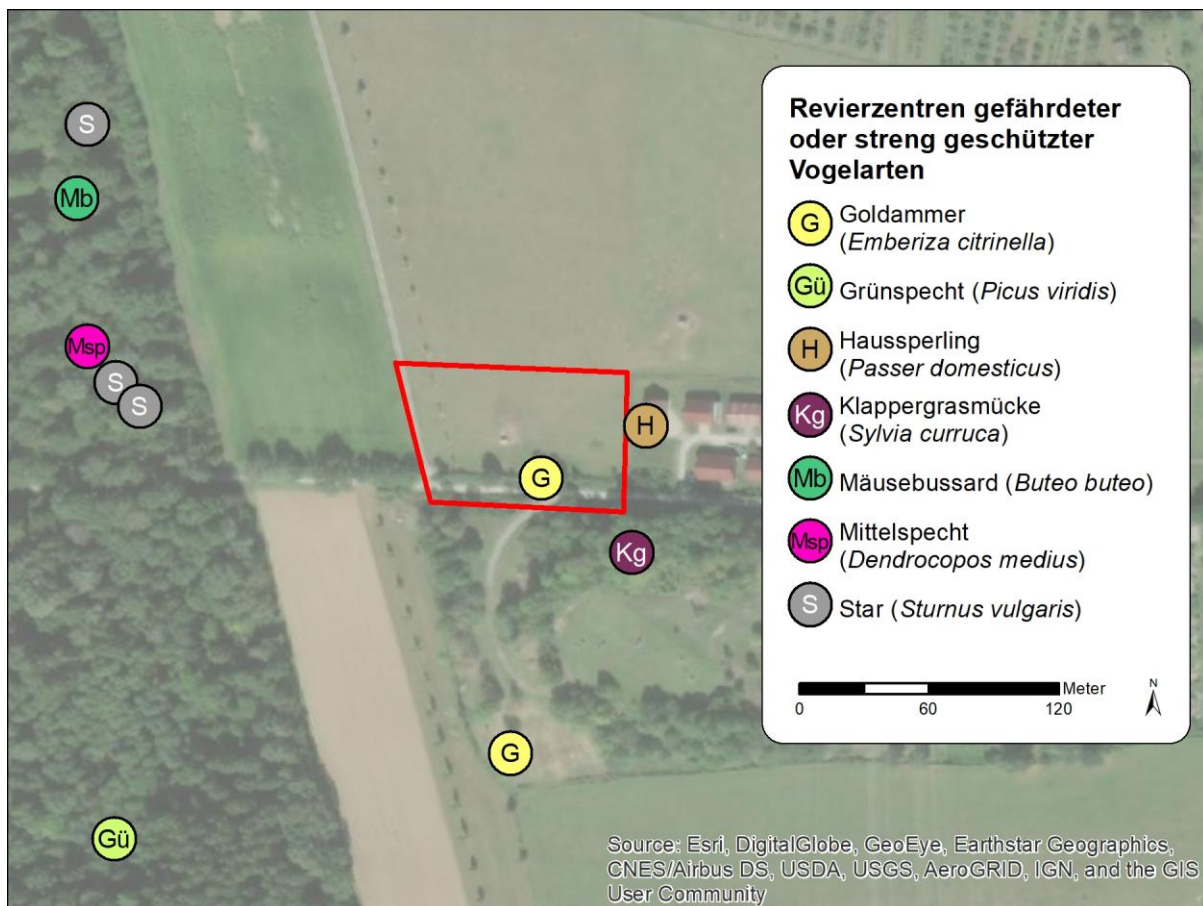 S
Mb
Msp
S
S
H
G
Kg
G
Gü
Revierzentren gefährdeter
oder streng geschützter
Vogelarten
G Goldammer
(Emberiza citrinella)
Gü Grünspecht (Picus viridis)
H Haussperling
(Passer domesticus)
Kg Klappergrasmücke
(Sylvia curruca)
Mb Mäusebussard (Buteo buteo)
Msp Mittelspecht
(Dendrocopos medius)
S Star (Sturnus vulgaris)
Meter
0 60 120
N
Source: Esri, DigitalGlobe, GeoEye, Earthstar Geographics,
CNES/Airbus DS, USDA, USGS, AeroGRID, IGN, and the GIS
User Community